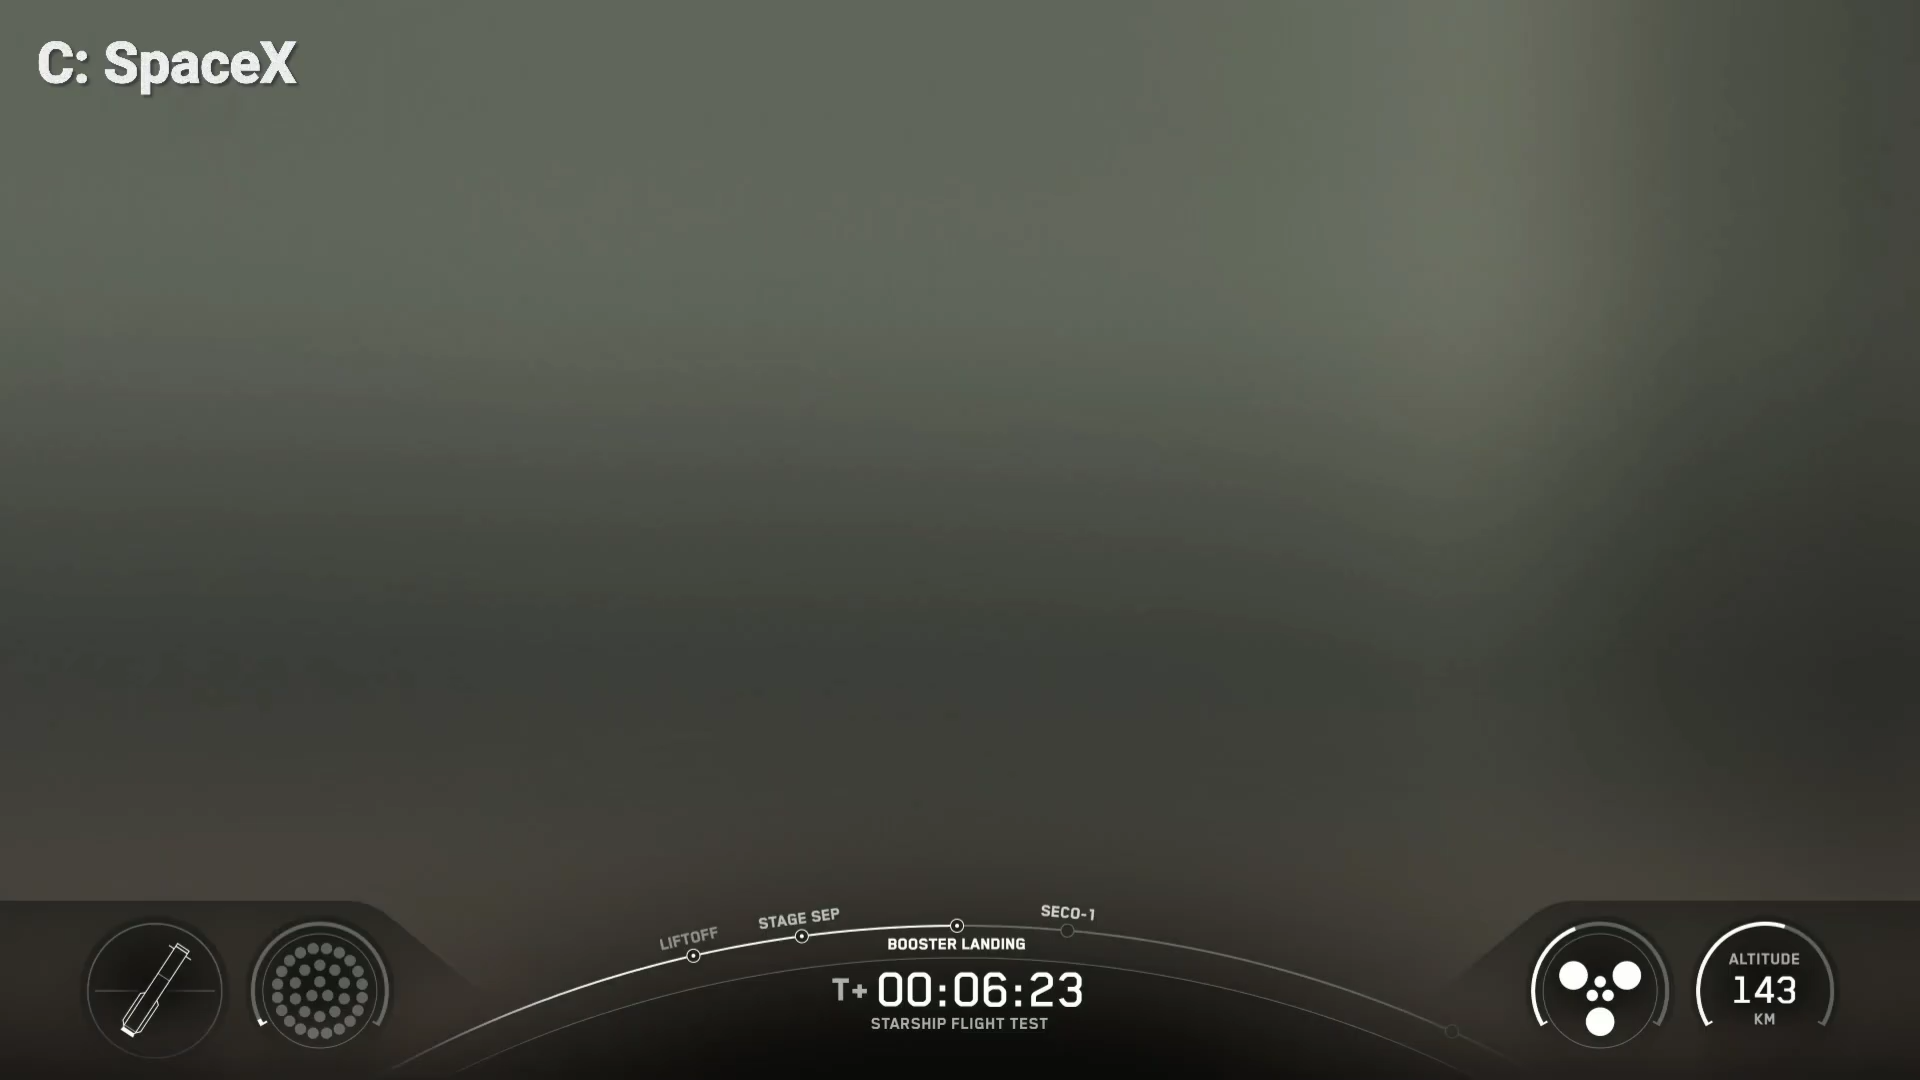 C: SpaceX
LIFTOFF
STAGE SEP
BOOSTER LANDING
SECO-1
T+ 00:06:23
STARSHIP FLIGHT TEST
ALTITUDE
143
KM